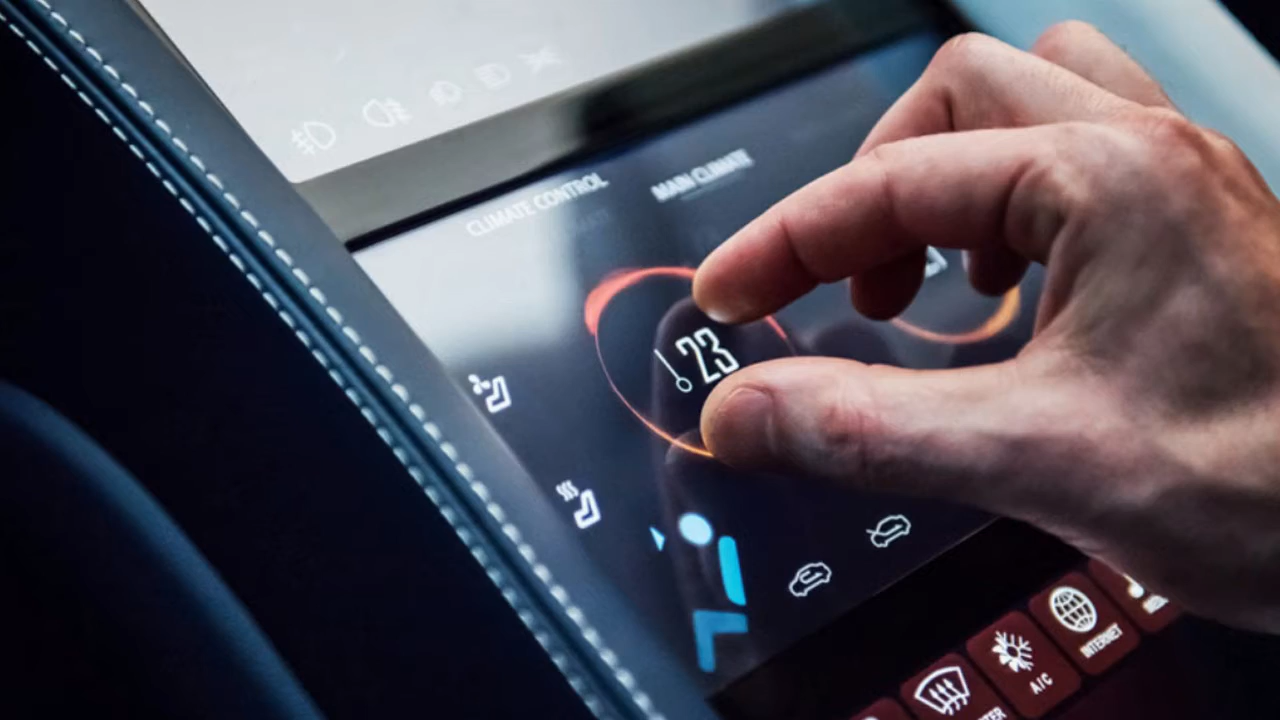 CLIMATE CONTROL
MAIN CLIMATE
23
INTERNET
A/C